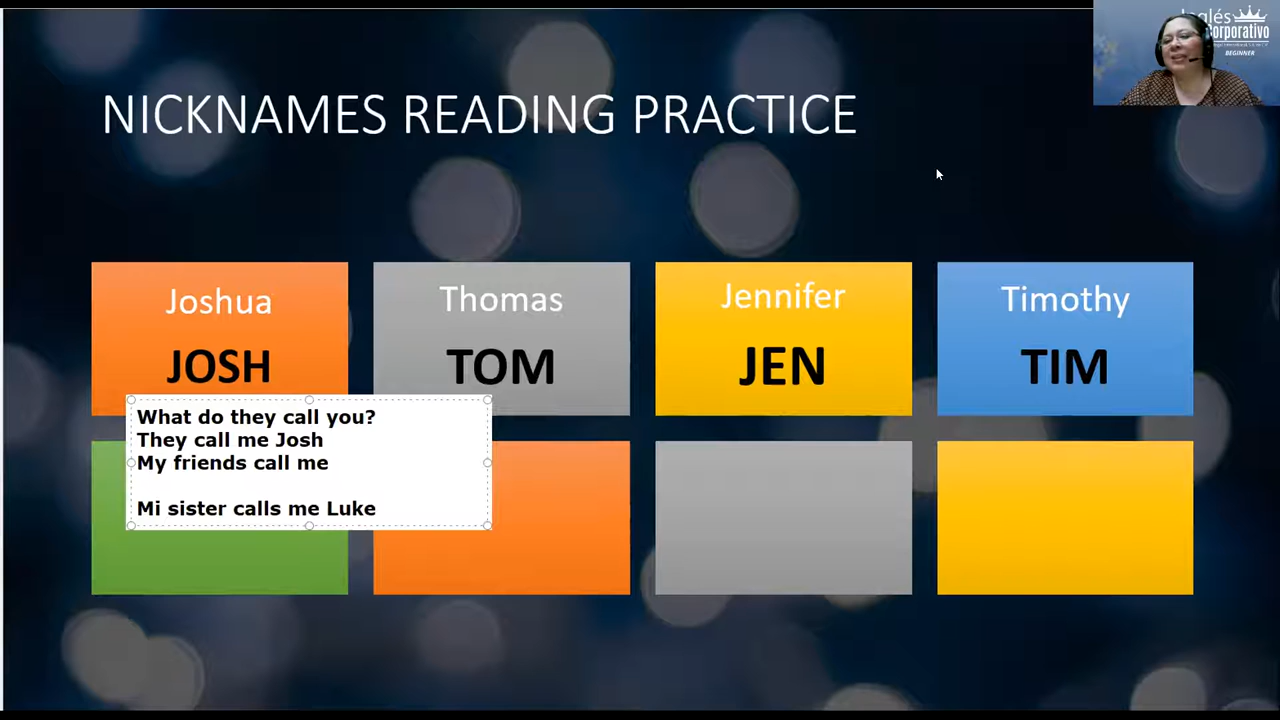 Inglés
Corporativo
BEGINNER
NICKNAMES READING PRACTICE
Joshua
JOSH
Thomas
TOM
Jennifer
JEN
Timothy
TIM
What do they call you?
They call me Josh
My friends call me
Mi sister calls me Luke